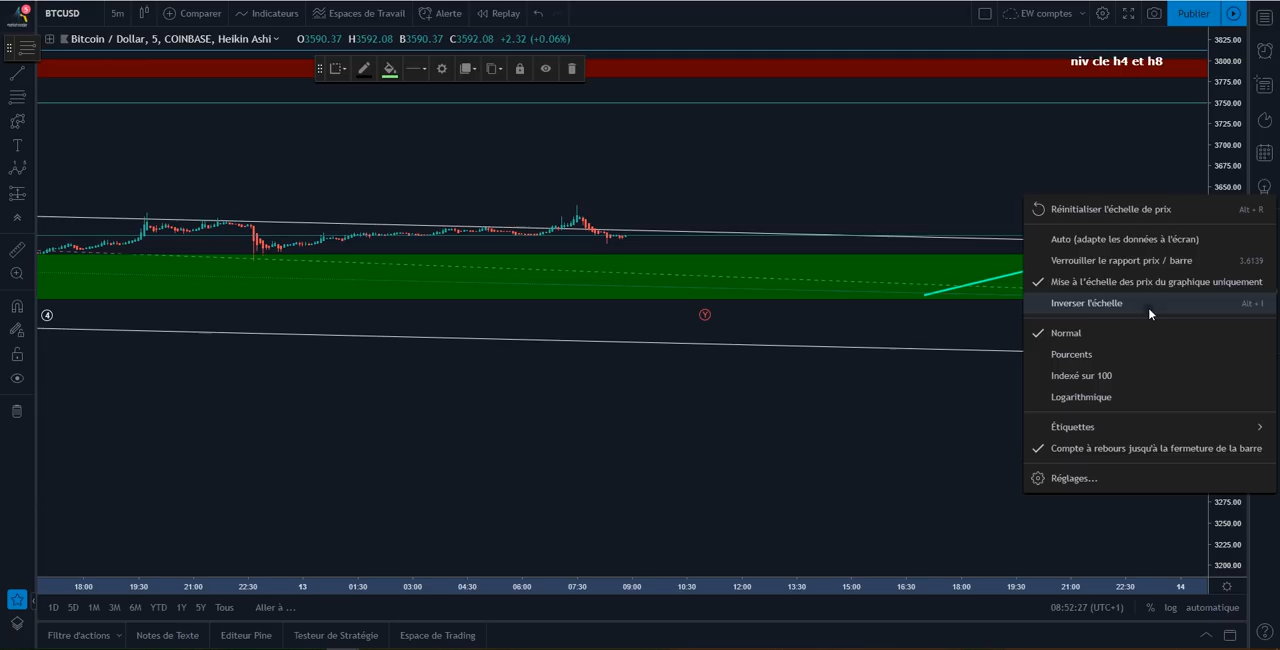 5
BTCUSD
5m
Comparer
Indicateurs
Espaces de Travail
Alerte
Replay
EW comptes
Publier
Bitcoin / Dollar, 5, COINBASE, Heikin Ashi
O3590.37 H3592.08 B3590.37 C3592.08 +2.32 (+0.06%)
niv cle h4 et h8
3825.00
3800.00
3775.00
3750.00
3725.00
3700.00
3675.00
3650.00
Réinitialiser l'échelle de prix Alt + R
Auto (adapte les données à l'écran)
Verrouiller le rapport prix / barre 3.6139
Mise à l'échelle des prix du graphique uniquement
Inverser l'échelle Alt + I
Normal
Pourcents
Indexé sur 100
Logarithmique
Étiquettes
Compte à rebours jusqu'à la fermeture de la barre
Réglages...
4
Y
3275.00
3250.00
3225.00
3200.00
18:00 19:30 21:00 22:30 13 01:30 03:00 04:30 06:00 07:30 09:00 10:30 12:00 13:30 15:00 16:30 18:00 19:30 21:00 22:30 14
1D 5D 1M 3M 6M YTD 1Y 5Y Tous Aller à ...
08:52:27 (UTC+1) % log automatique
Filtre d'actions Notes de Texte Editeur Pine Testeur de Stratégie Espace de Trading